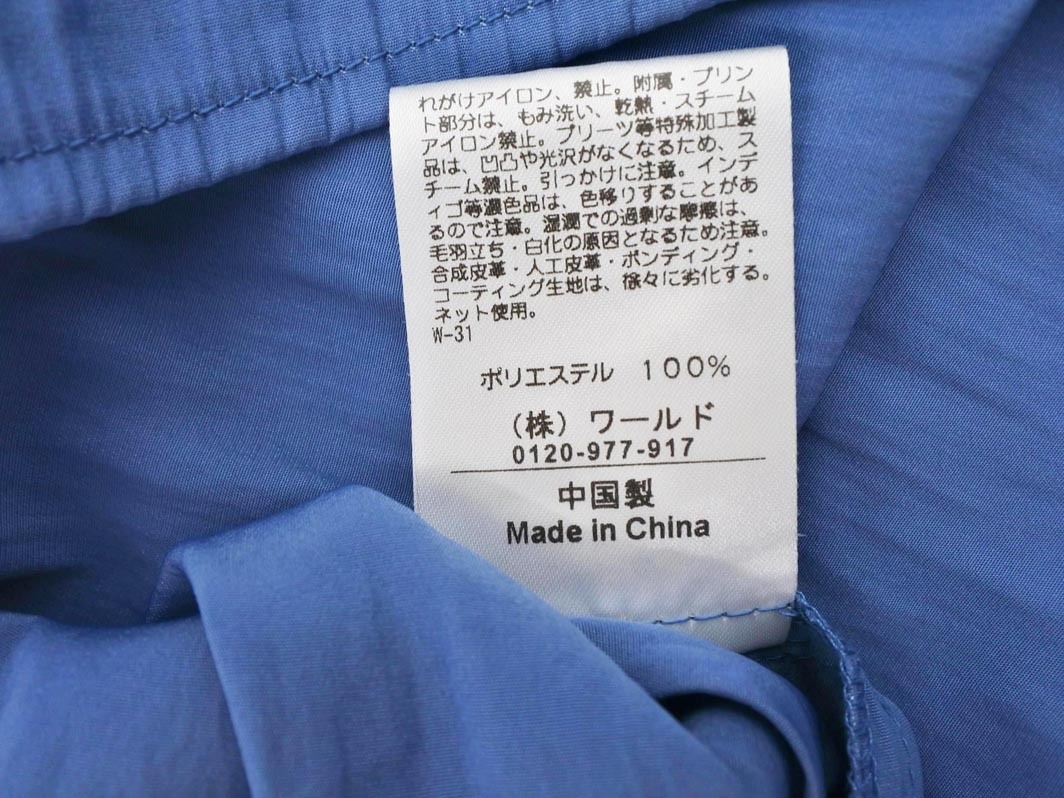 れがけアイロン、禁止。附属・プリン
ト部分は、もみ洗い、乾熱・スチーム
アイロン禁止。プリーツ等特殊加工製
品は、凹凸や光沢がなくなるため、ス
チーム禁止。引っかけに注意。インデ
ィゴ等濃色品は、色移りすることがあ
るので注意。湿潤での過剰な摩擦は、
毛羽立ち・白化の原因となるため注意。
合成皮革・人工皮革・ボンディング・
コーティング生地は、徐々に劣化する。
ネット使用。
W-31
ポリエステル 100%
（株）ワールド
0120-977-917
中国製
Made in China